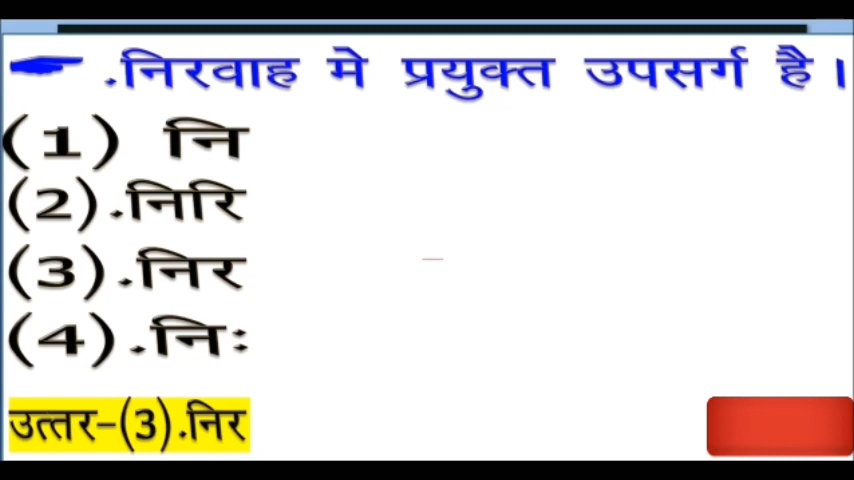 .निरवाह मे प्रयुक्त उपसर्ग है।
(1) नि
(2).निरि
(3).निर
(4).निः
उत्तर-(3).निर